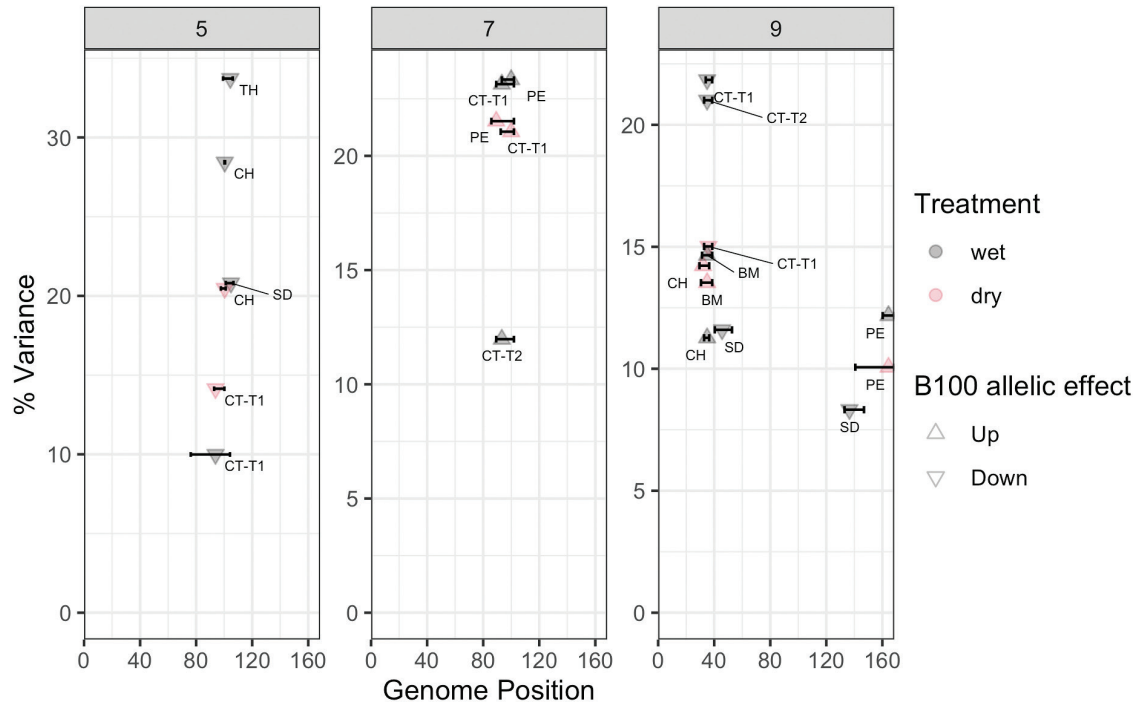 5
7
9
% Variance
30
20
10
0
TH
CH
SD
CH
CT-T1
CT-T1
0 40 80 120 160
20
15
10
5
0
CT-T1
PE
PE
CT-T1
CT-T2
0 40 80 120 160
20
15
10
5
0
CT-T1
CT-T2
CT-T1
BM
CH
BM
SD
CH
PE
PE
SD
0 40 80 120 160
Genome Position
Treatment
wet
dry
B100 allelic effect
Up
Down